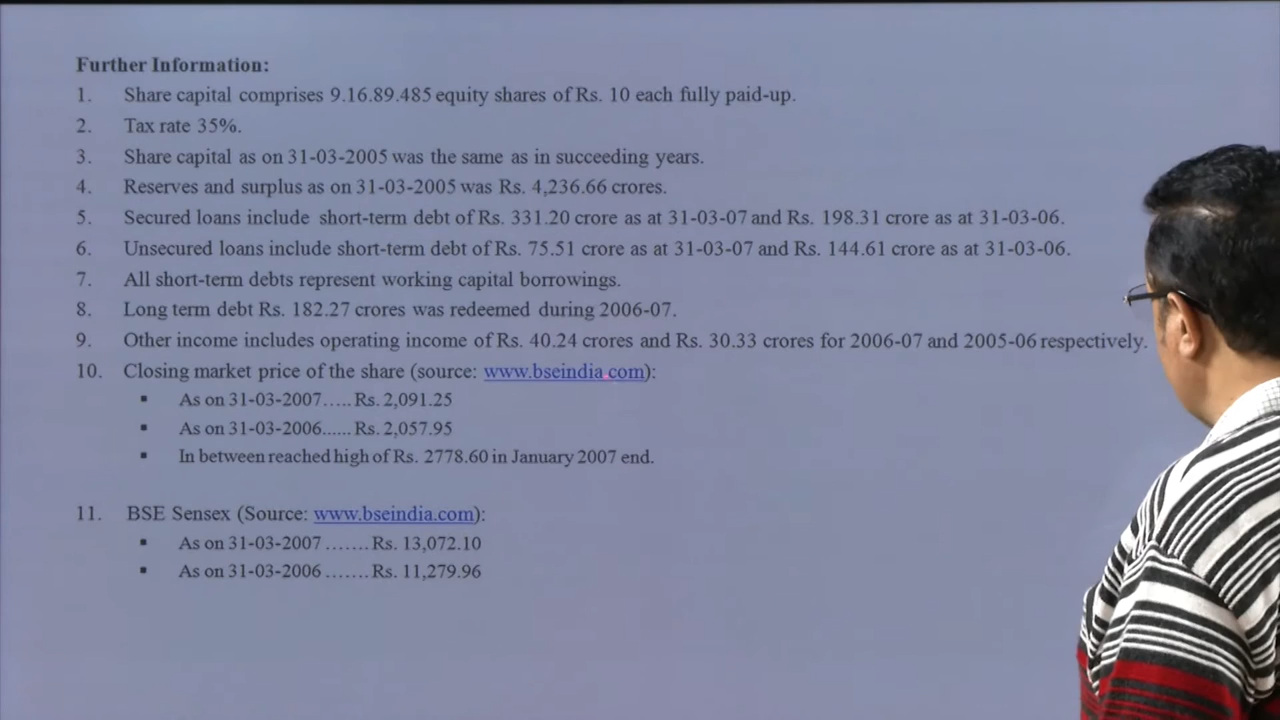 Further Information:
1. Share capital comprises 9.16.89.485 equity shares of Rs. 10 each fully paid-up.
2. Tax rate 35%.
3. Share capital as on 31-03-2005 was the same as in succeeding years.
4. Reserves and surplus as on 31-03-2005 was Rs. 4,236.66 crores.
5. Secured loans include short-term debt of Rs. 331.20 crore as at 31-03-07 and Rs. 198.31 crore as at 31-03-06.
6. Unsecured loans include short-term debt of Rs. 75.51 crore as at 31-03-07 and Rs. 144.61 crore as at 31-03-06.
7. All short-term debts represent working capital borrowings.
8. Long term debt Rs. 182.27 crores was redeemed during 2006-07.
9. Other income includes operating income of Rs. 40.24 crores and Rs. 30.33 crores for 2006-07 and 2005-06 respectively.
10. Closing market price of the share (source: www.bseindia.com):
▪ As on 31-03-2007..... Rs. 2,091.25
▪ As on 31-03-2006...... Rs. 2,057.95
▪ In between reached high of Rs. 2778.60 in January 2007 end.
11. BSE Sensex (Source: www.bseindia.com):
▪ As on 31-03-2007 ....... Rs. 13,072.10
▪ As on 31-03-2006 ....... Rs. 11,279.96